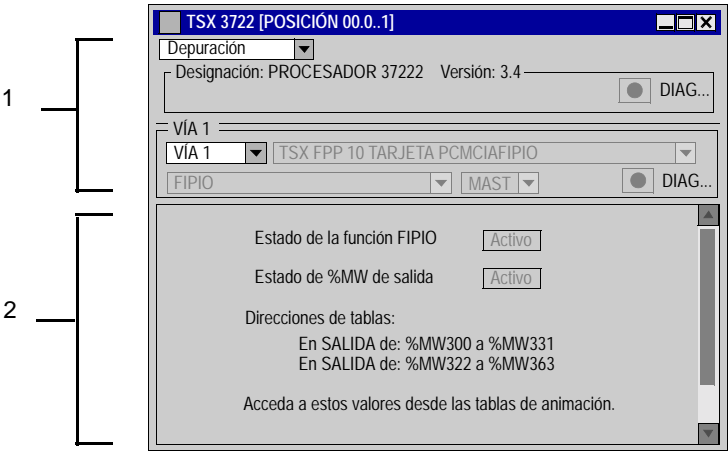 TSX 3722 [POSICIÓN 00.0..1]
Depuración
Designación: PROCESADOR 37222 Versión: 3.4
DIAG...
1
VÍA 1
VÍA 1 TSX FPP 10 TARJETA PCMCIAFIPIO
FIPIO MAST DIAG...
Estado de la función FIPIO Activo
Estado de %MW de salida Activo
2
Direcciones de tablas:
En SALIDA de: %MW300 a %MW331
En SALIDA de: %MW322 a %MW363
Acceda a estos valores desde las tablas de animación.